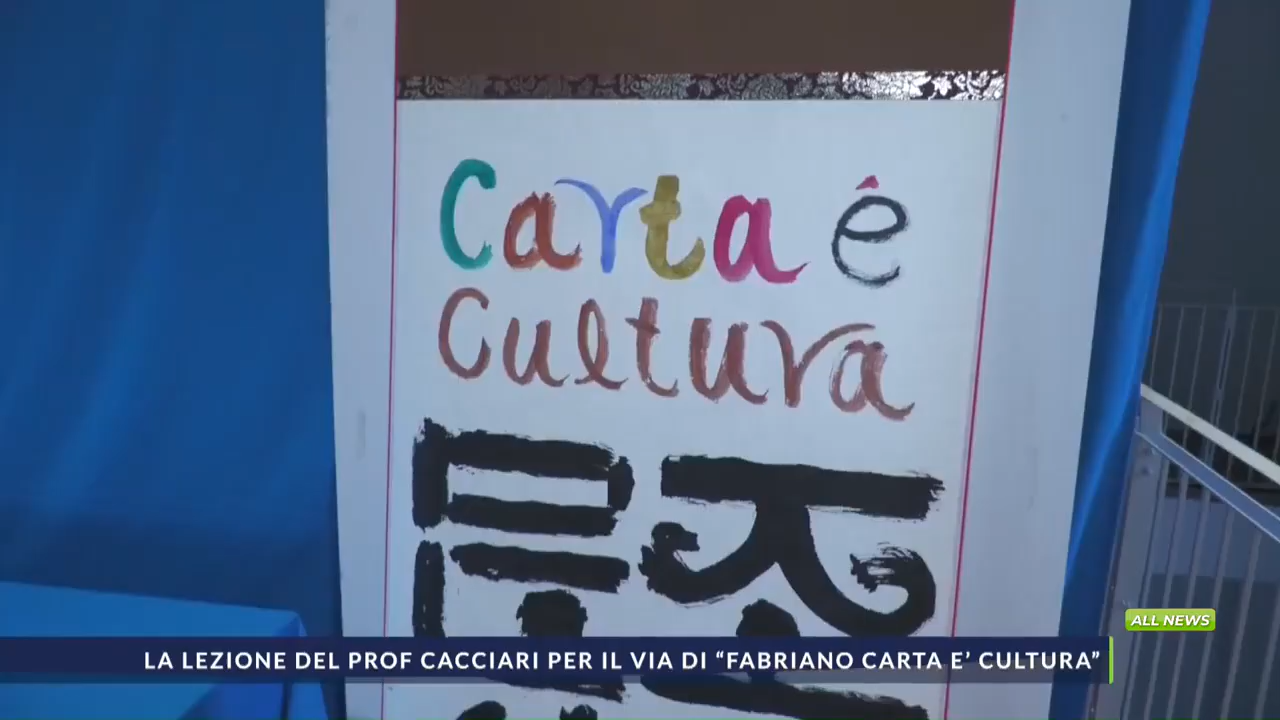 Carta ê
Cultura
ALL NEWS
LA LEZIONE DEL PROF CACCIARI PER IL VIA DI “FABRIANO CARTA E’ CULTURA”